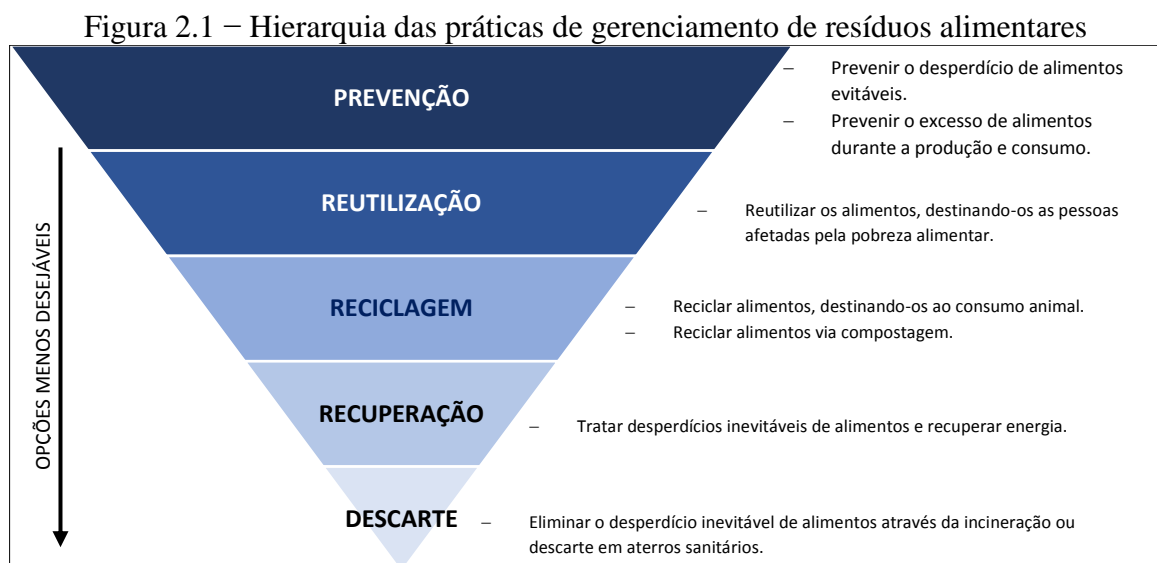 Figura 2.1 − Hierarquia das práticas de gerenciamento de resíduos alimentares
PREVENÇÃO
− Prevenir o desperdício de alimentos
evitáveis.
− Prevenir o excesso de alimentos
durante a produção e consumo.
REUTILIZAÇÃO
− Reutilizar os alimentos, destinando-os as pessoas
afetadas pela pobreza alimentar.
RECICLAGEM
− Reciclar alimentos, destinando-os ao consumo animal.
− Reciclar alimentos via compostagem.
RECUPERAÇÃO
− Tratar desperdícios inevitáveis de alimentos e recuperar energia.
DESCARTE
− Eliminar o desperdício inevitável de alimentos através da incineração ou
descarte em aterros sanitários.
OPÇÕES MENOS DESEJÁVEIS